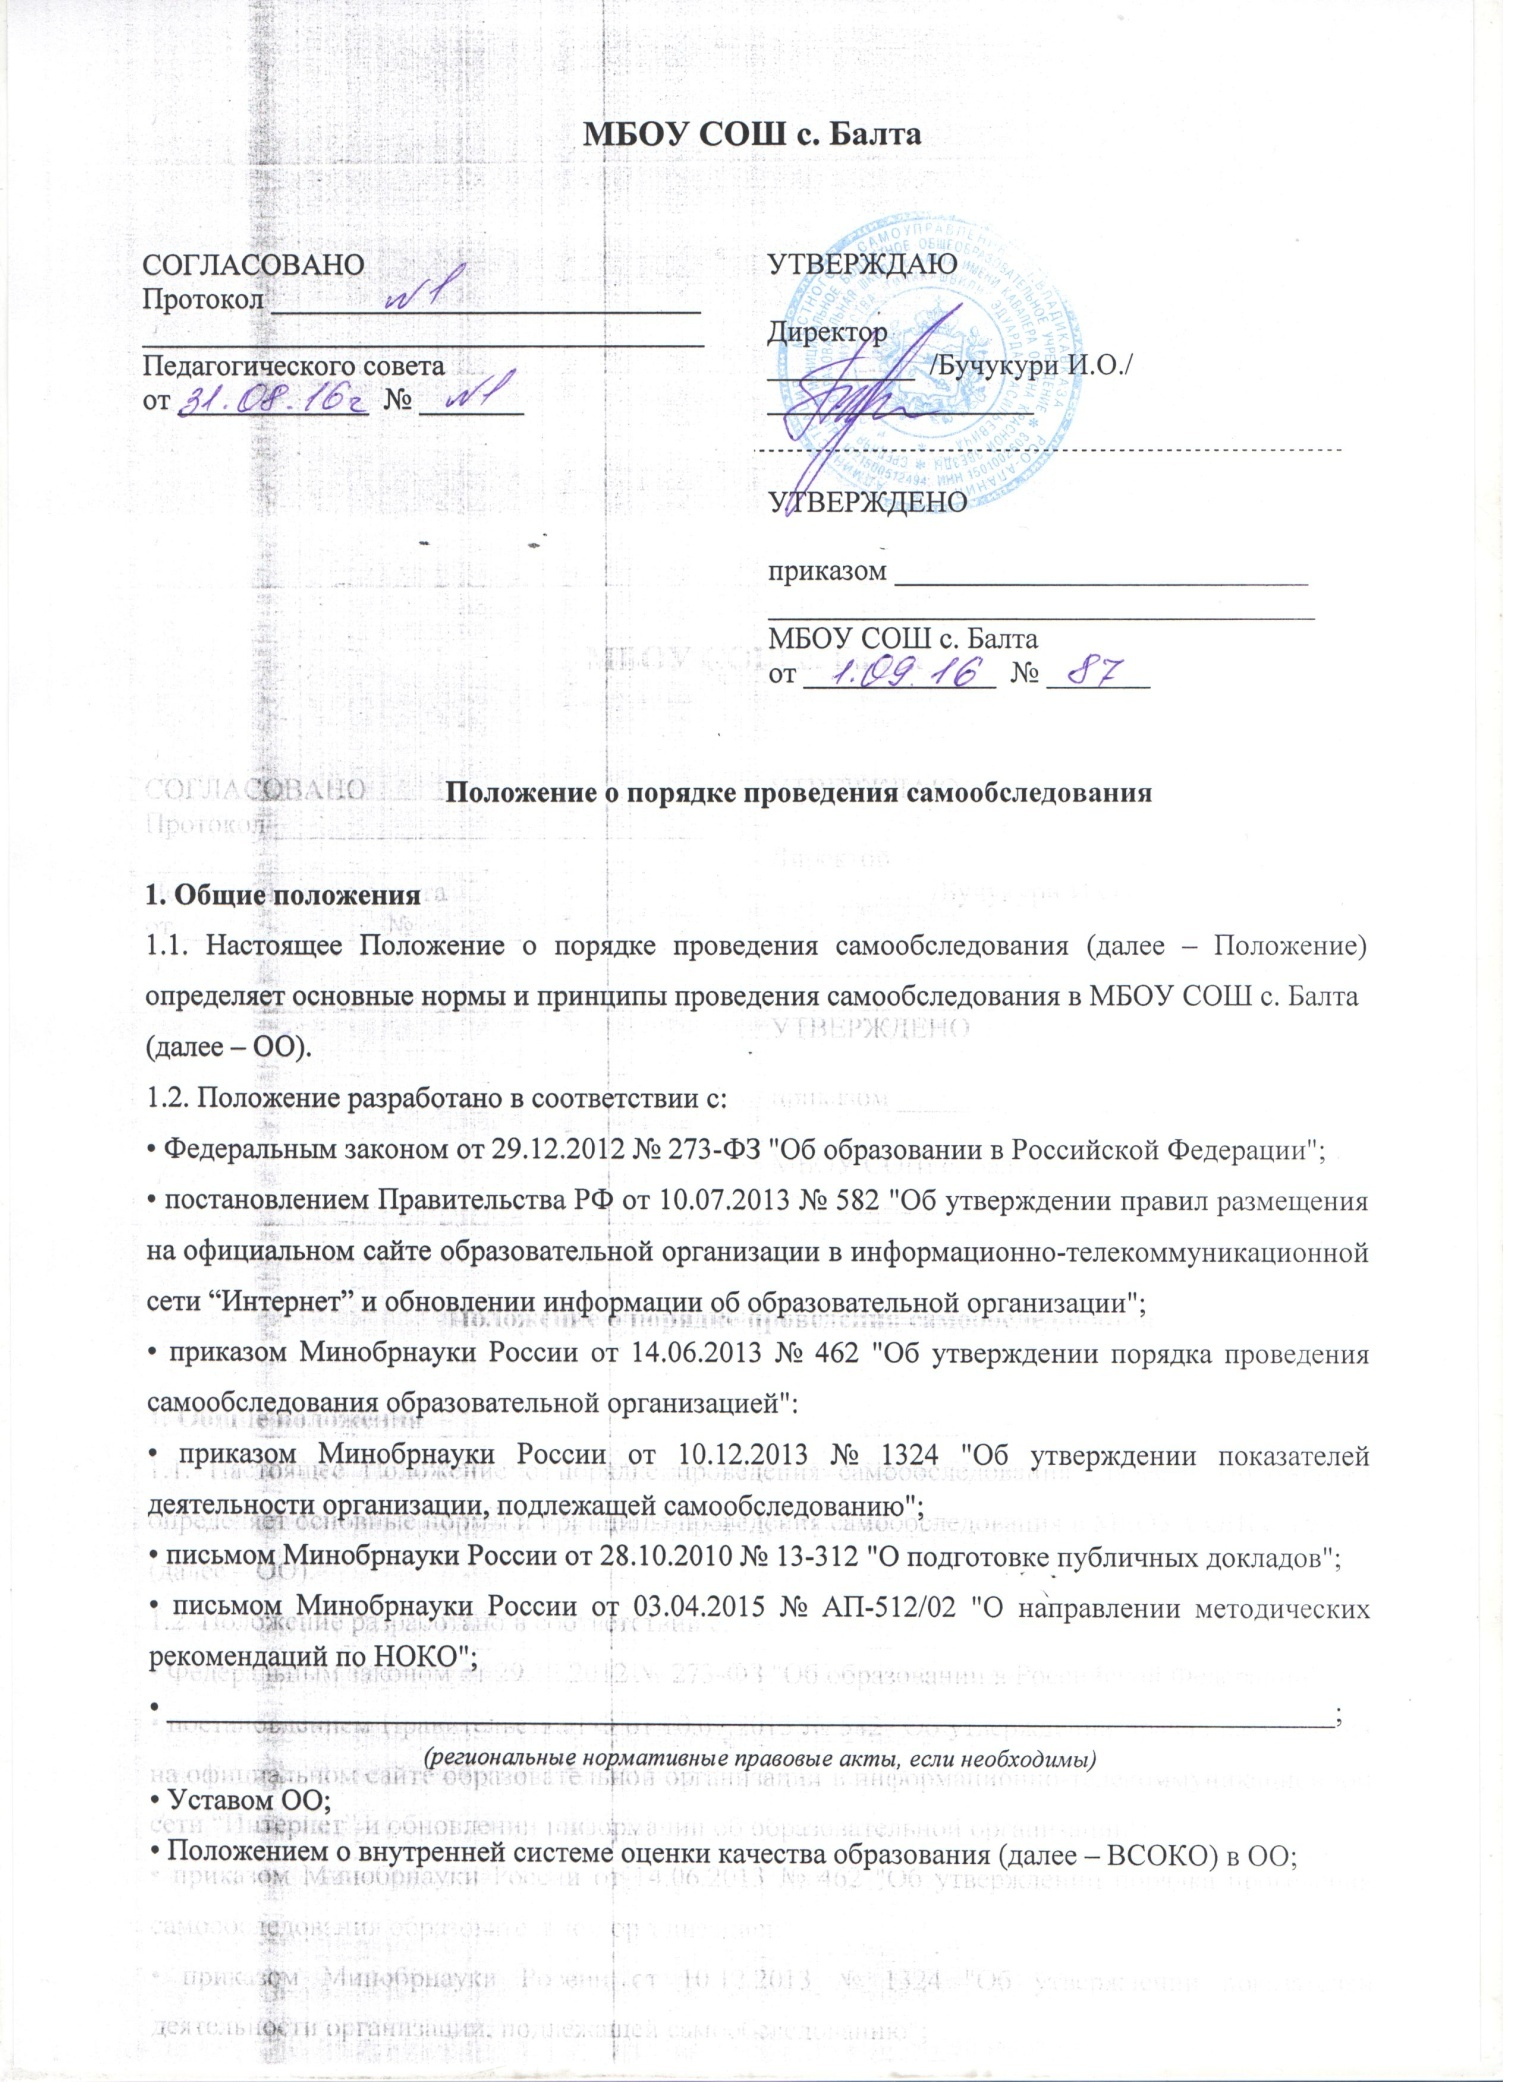 МБОУ СОШ с. Балта
СОГЛАСОВАНО
Протокол №1
Педагогического совета
от 31.08.16г № №1
УТВЕРЖДАЮ
Директор
/Бучукури И.О./
УТВЕРЖДЕНО
приказом
МБОУ СОШ с. Балта
от 1.09.16 № 87
Положение о порядке проведения самообследования
1. Общие положения
1.1. Настоящее Положение о порядке проведения самообследования (далее – Положение)
определяет основные нормы и принципы проведения самообследования в МБОУ СОШ с. Балта
(далее – ОО).
1.2. Положение разработано в соответствии с:
• Федеральным законом от 29.12.2012 № 273-ФЗ "Об образовании в Российской Федерации";
• постановлением Правительства РФ от 10.07.2013 № 582 "Об утверждении правил размещения
на официальном сайте образовательной организации в информационно-телекоммуникационной
сети “Интернет” и обновлении информации об образовательной организации";
• приказом Минобрнауки России от 14.06.2013 № 462 "Об утверждении порядка проведения
самообследования образовательной организацией":
• приказом Минобрнауки России от 10.12.2013 № 1324 "Об утверждении показателей
деятельности организации, подлежащей самообследованию";
• письмом Минобрнауки России от 28.10.2010 № 13-312 "О подготовке публичных докладов";
• письмом Минобрнауки России от 03.04.2015 № АП-512/02 "О направлении методических
рекомендаций по НОКО";
• ;
(региональные нормативные правовые акты, если необходимы)
• Уставом ОО;
• Положением о внутренней системе оценки качества образования (далее – ВСОКО) в ОО;